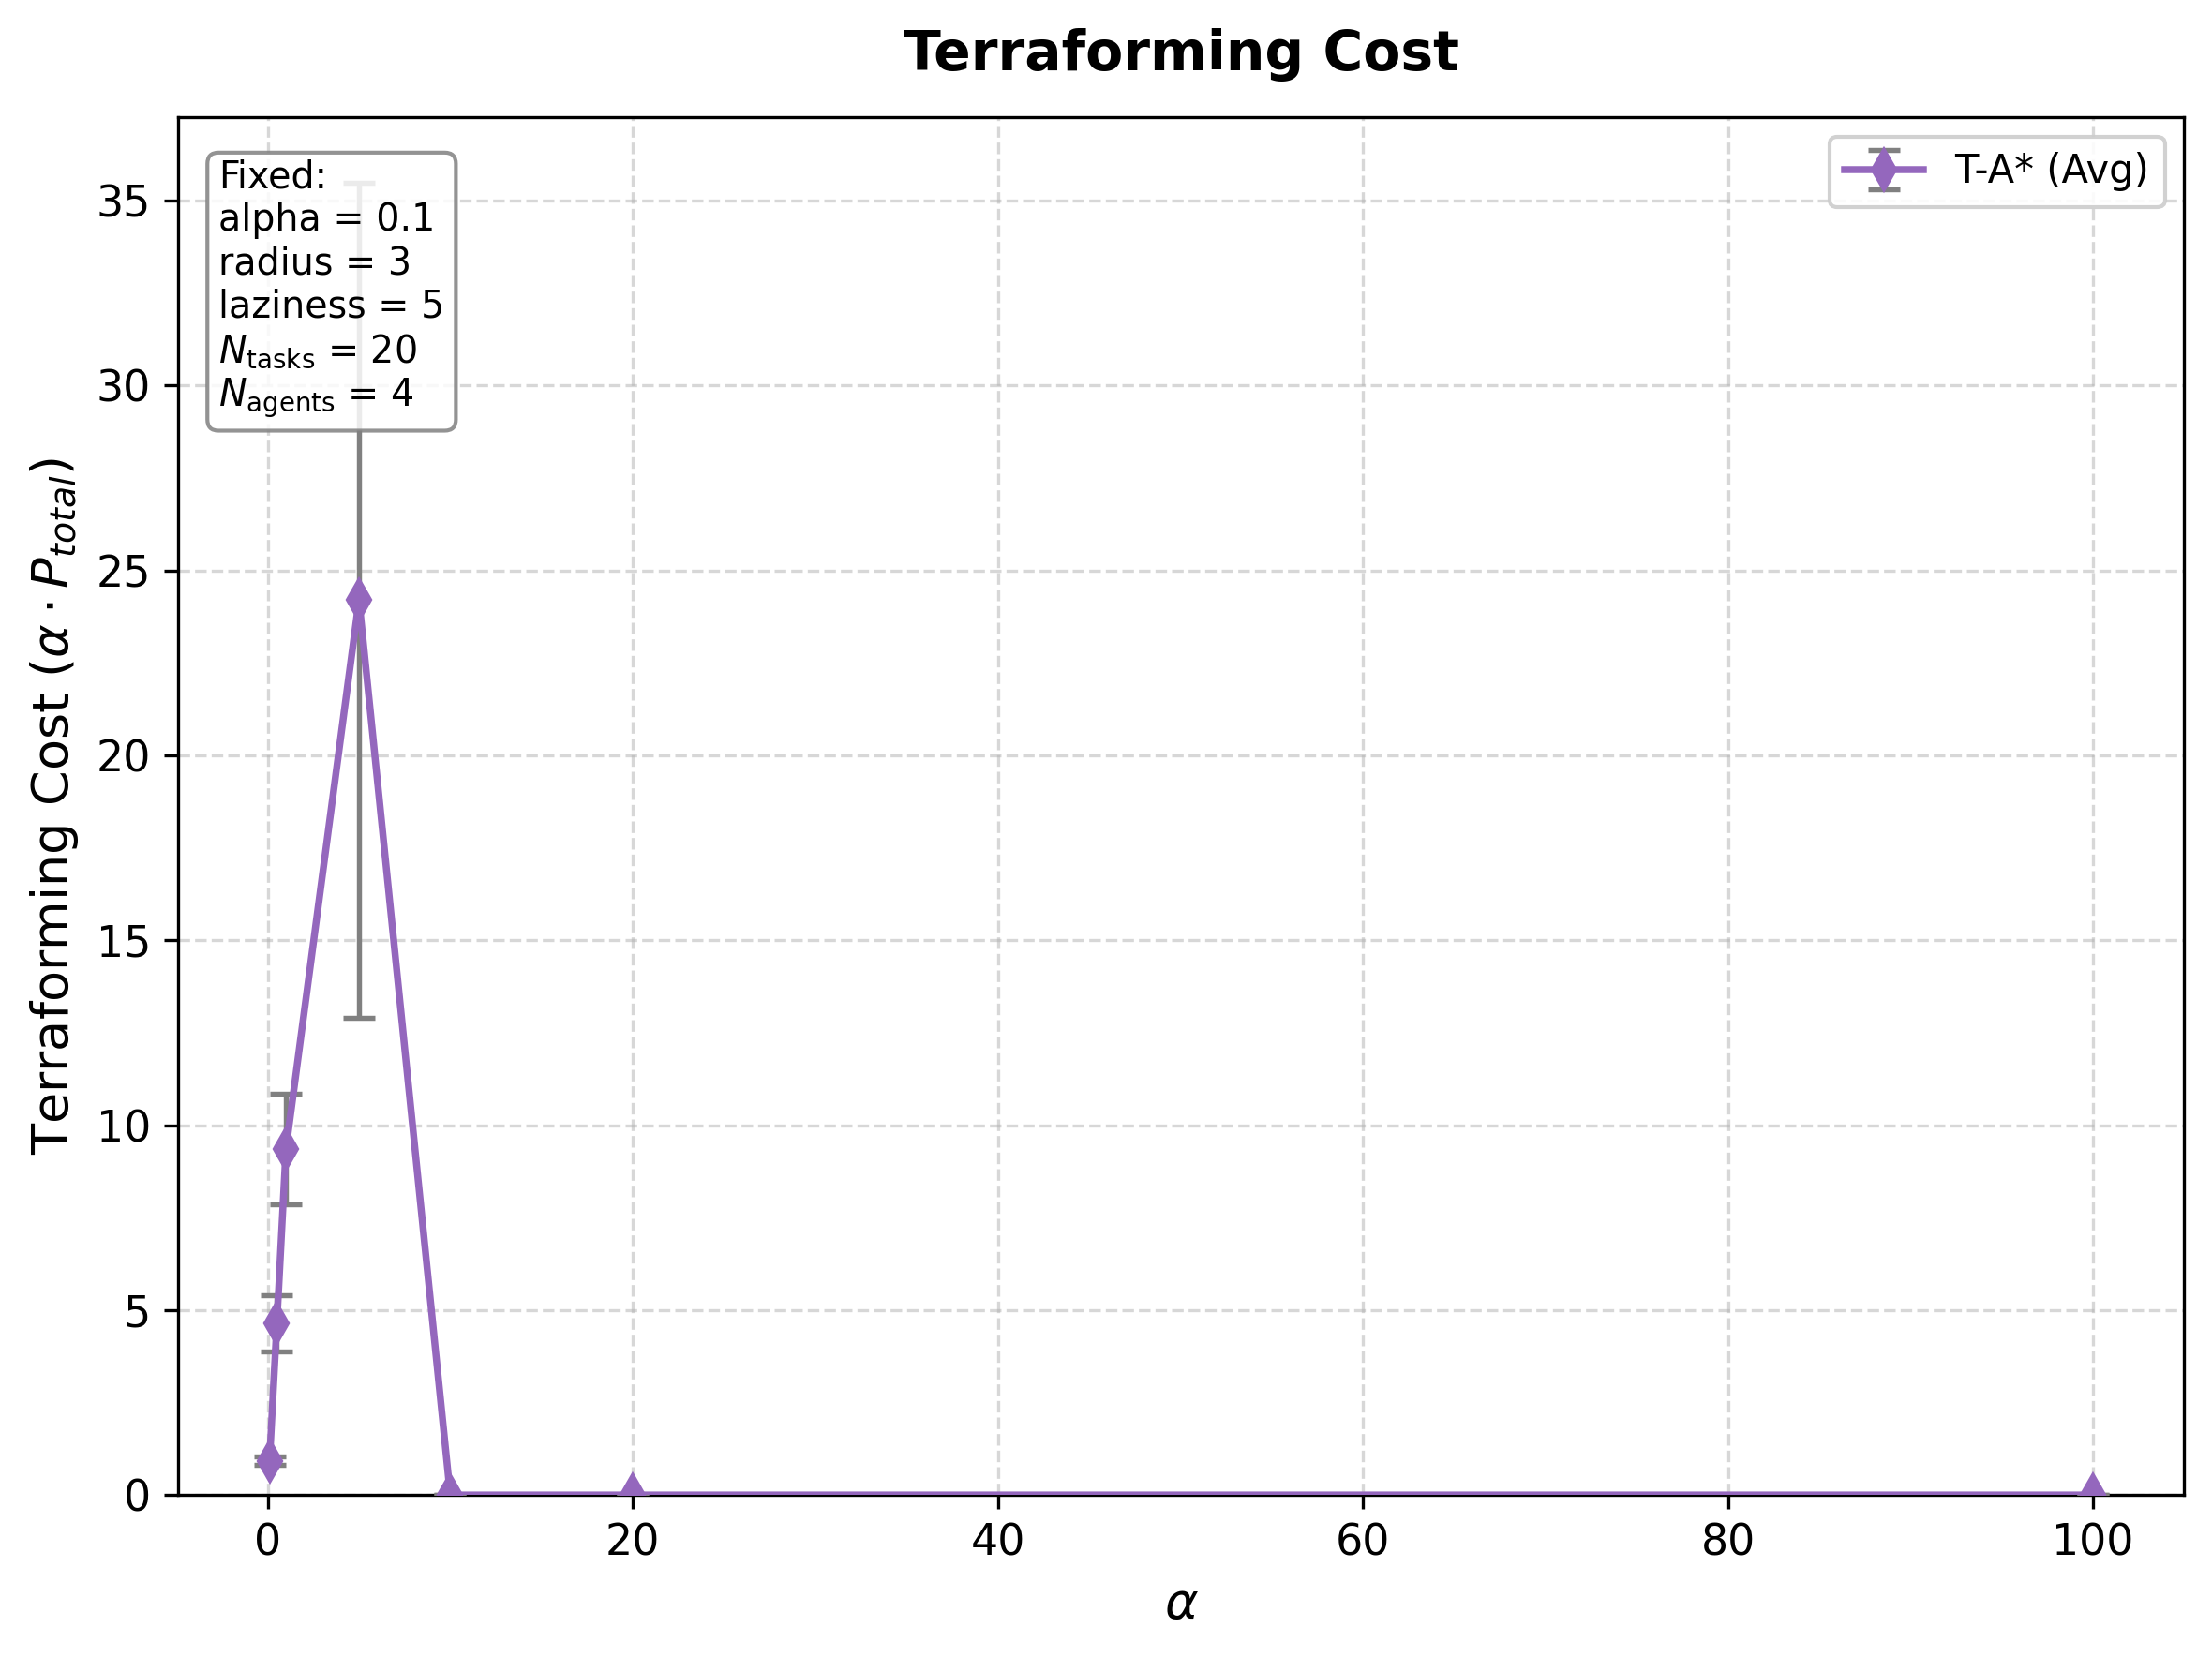 Terraforming Cost
Fixed:
alpha = 0.1
radius = 3
laziness = 5
N_tasks = 20
N_agents = 4
T-A* (Avg)
Terraforming Cost (α · P_total)
35
30
25
20
15
10
5
0
0 20 40 60 80 100
α